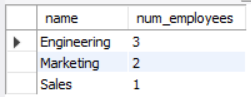 name num_employees
Engineering 3
Marketing 2
Sales 1